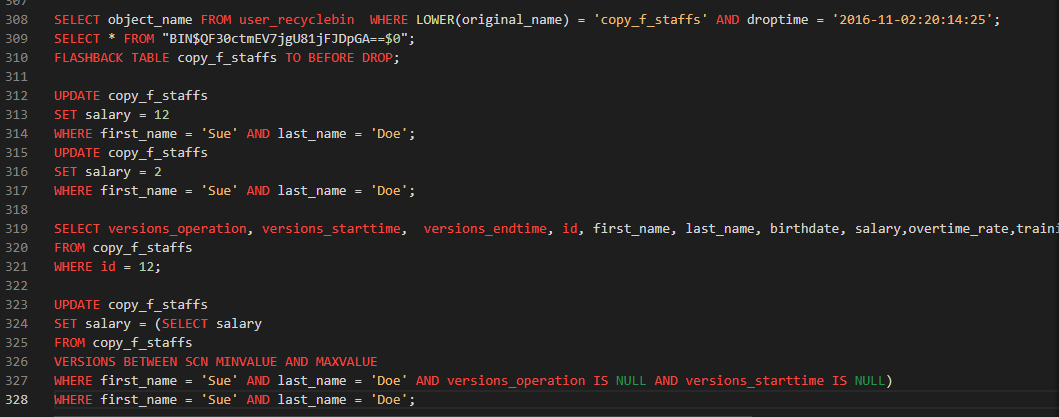 307
308 SELECT object_name FROM user_recyclebin  WHERE LOWER(original_name) = 'copy_f_staffs' AND droptime = '2016-11-02:20:14:25';
309 SELECT * FROM "BIN$QF30ctmEV7jgU81jFJDpGA==$0";
310 FLASHBACK TABLE copy_f_staffs TO BEFORE DROP;
311
312 UPDATE copy_f_staffs
313 SET salary = 12
314 WHERE first_name = 'Sue' AND last_name = 'Doe';
315 UPDATE copy_f_staffs
316 SET salary = 2
317 WHERE first_name = 'Sue' AND last_name = 'Doe';
318
319 SELECT versions_operation, versions_starttime,  versions_endtime, id, first_name, last_name, birthdate, salary,overtime_rate,traini
320 FROM copy_f_staffs
321 WHERE id = 12;
322
323 UPDATE copy_f_staffs
324 SET salary = (SELECT salary
325 FROM copy_f_staffs
326 VERSIONS BETWEEN SCN MINVALUE AND MAXVALUE
327 WHERE first_name = 'Sue' AND last_name = 'Doe' AND versions_operation IS NULL AND versions_starttime IS NULL)
328 WHERE first_name = 'Sue' AND last_name = 'Doe';